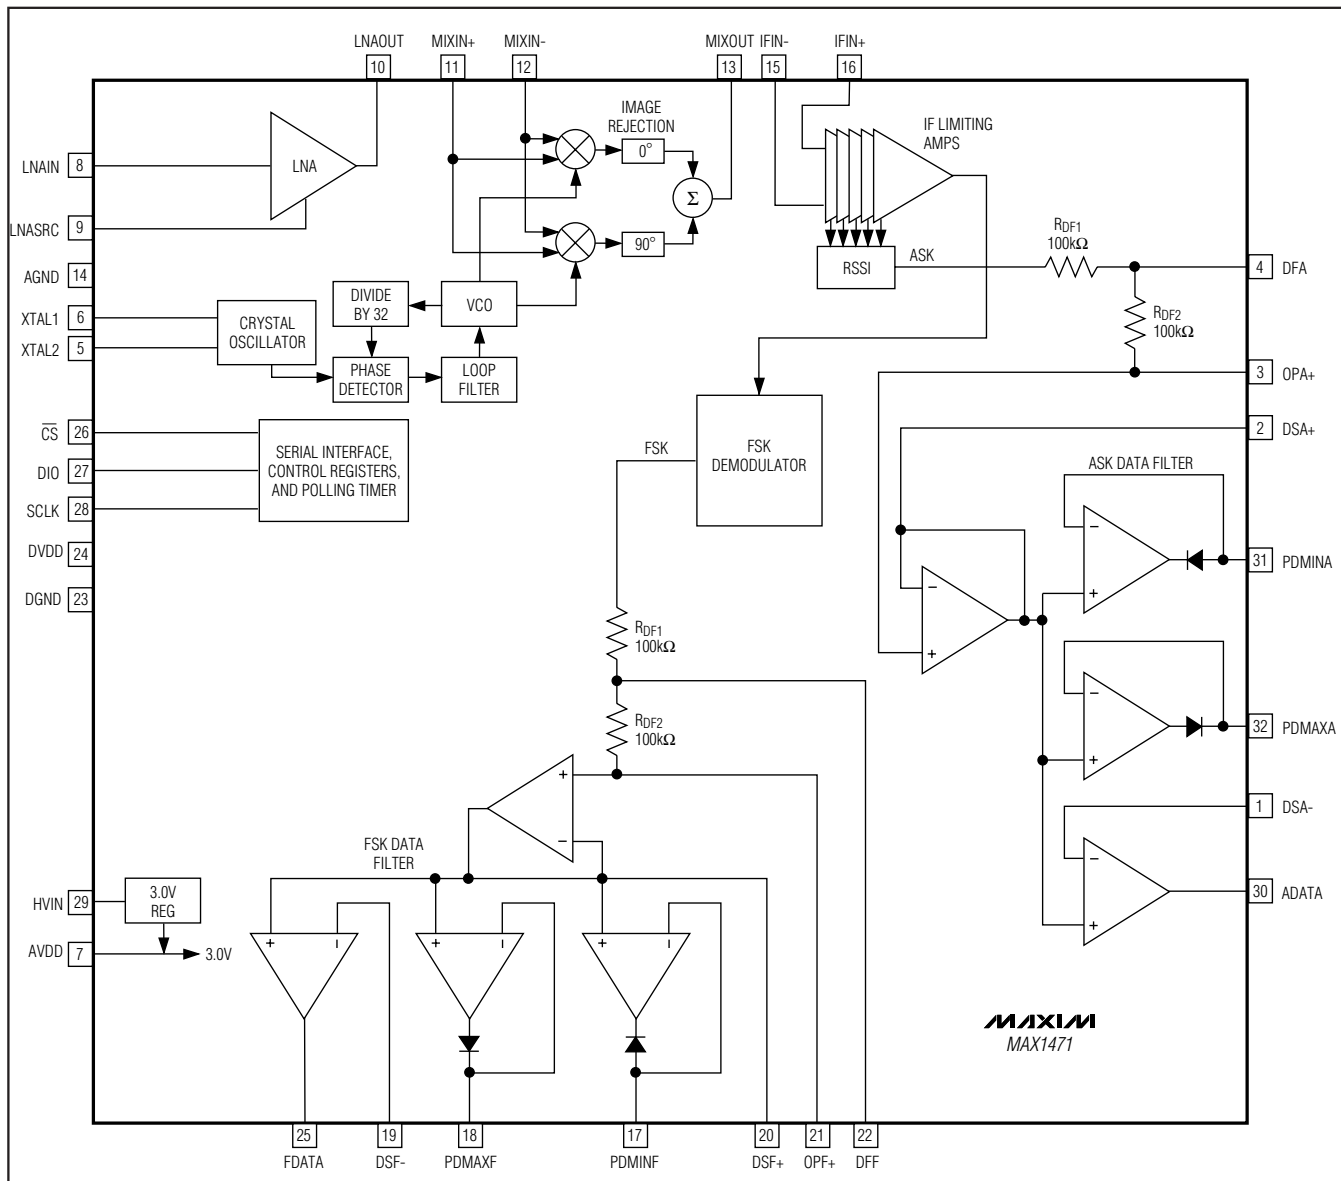 LNAOUT MIXIN+ MIXIN- MIXOUT IFIN- IFIN+
10 11 12 13 15 16
IMAGE
REJECTION
0°
90°
Σ
IF LIMITING
AMPS
LNAIN 8
LNA
LNASRC 9
AGND 14
XTAL1 6
XTAL2 5
CRYSTAL
OSCILLATOR
DIVIDE
BY 32
VCO
PHASE
DETECTOR
LOOP
FILTER
RSSI
ASK
RDF1
100kΩ
4 DFA
RDF2
100kΩ
3 OPA+
2 DSA+
C̅S̅ 26
DIO 27
SCLK 28
SERIAL INTERFACE,
CONTROL REGISTERS,
AND POLLING TIMER
DVDD 24
DGND 23
FSK
FSK
DEMODULATOR
ASK DATA FILTER
−
+
31 PDMINA
−
+
RDF1
100kΩ
RDF2
100kΩ
−
+
32 PDMAXA
1 DSA-
−
+
30 ADATA
+
−
FSK DATA
FILTER
HVIN 29
3.0V
REG
AVDD 7
3.0V
+ − + − + −
MAXIM
MAX1471
25 19 18 17 20 21 22
FDATA DSF- PDMAXF PDMINF DSF+ OPF+ DFF